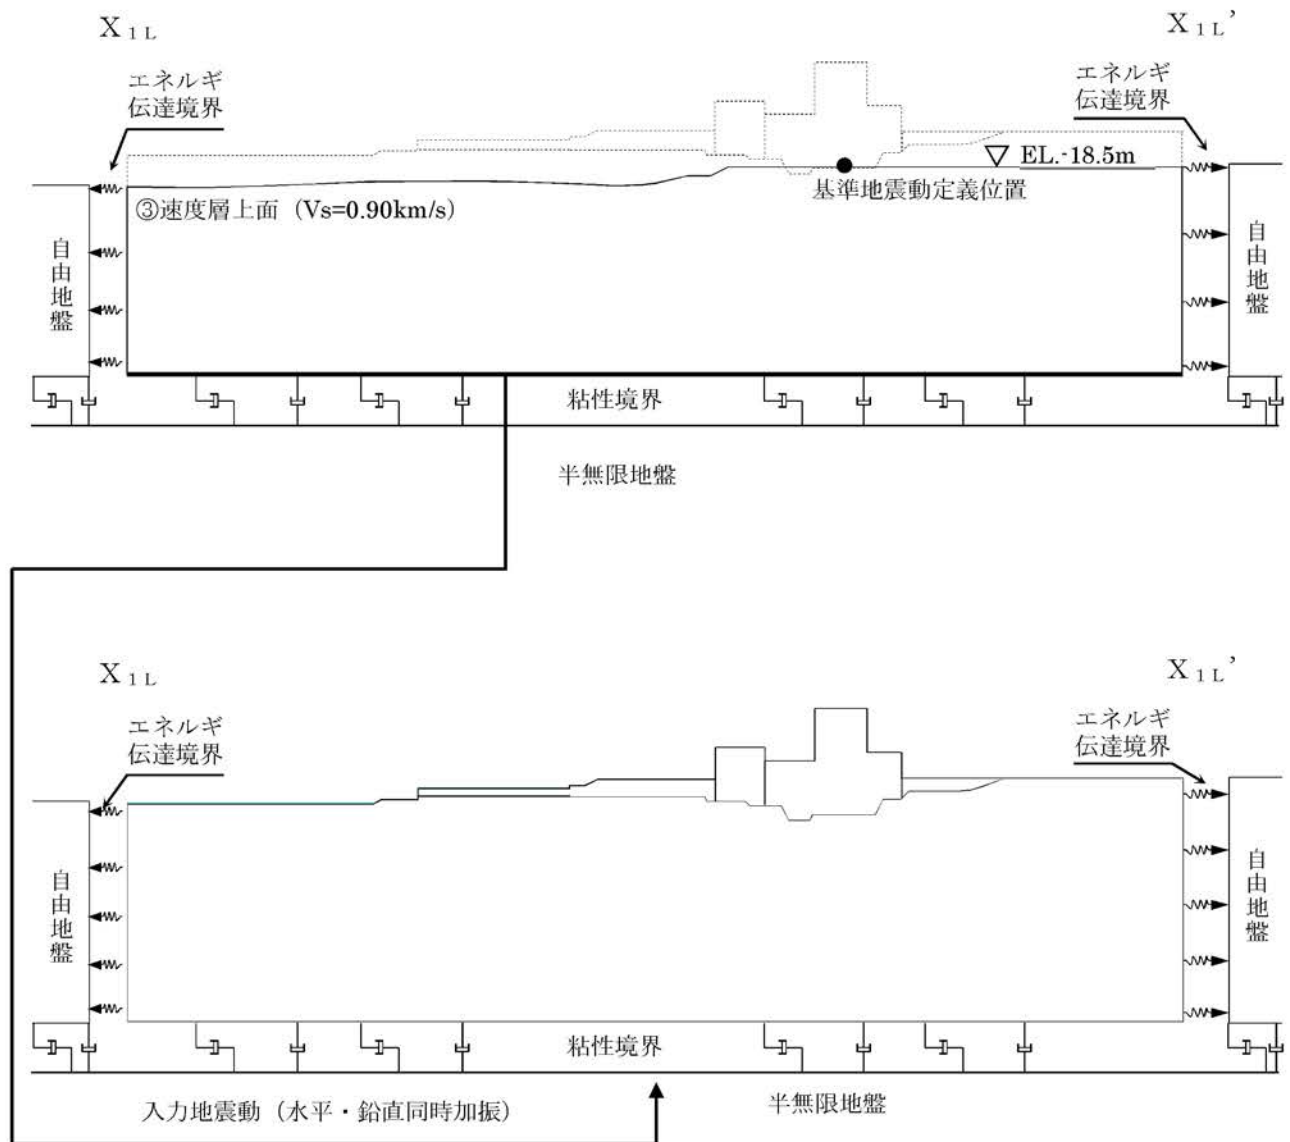 X₁L
X₁L’
エネルギ
伝達境界
エネルギ
伝達境界
EL.-18.5m
基準地震動定義位置
③速度層上面（Vs=0.90km/s）
自由地盤
自由地盤
粘性境界
半無限地盤
X₁L
X₁L’
エネルギ
伝達境界
エネルギ
伝達境界
自由地盤
自由地盤
粘性境界
入力地震動（水平・鉛直同時加振）
半無限地盤